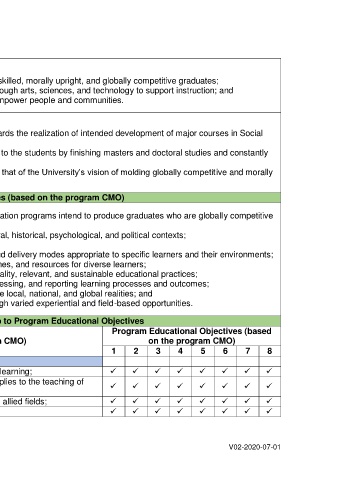 skilled, morally upright, and globally competitive graduates;
ough arts, sciences, and technology to support instruction; and
npower people and communities.
ards the realization of intended development of major courses in Social
to the students by finishing masters and doctoral studies and constantly
that of the University's vision of molding globally competitive and morally
s (based on the program CMO)
ation programs intend to produce graduates who are globally competitive
al, historical, psychological, and political contexts;
d delivery modes appropriate to specific learners and their environments;
nes, and resources for diverse learners;
ality, relevant, and sustainable educational practices;
essing, and reporting learning processes and outcomes;
e local, national, and global realities; and
gh varied experiential and field-based opportunities.
p to Program Educational Objectives
Program Educational Objectives (based
m CMO) on the program CMO)
1 2 3 4 5 6 7 8
learning; ✓ ✓ ✓ ✓ ✓ ✓ ✓ ✓
plies to the teaching of ✓ ✓ ✓ ✓ ✓ ✓ ✓ ✓
allied fields; ✓ ✓ ✓ ✓ ✓ ✓ ✓ ✓
✓ ✓ ✓ ✓ ✓ ✓ ✓ ✓
V02-2020-07-01